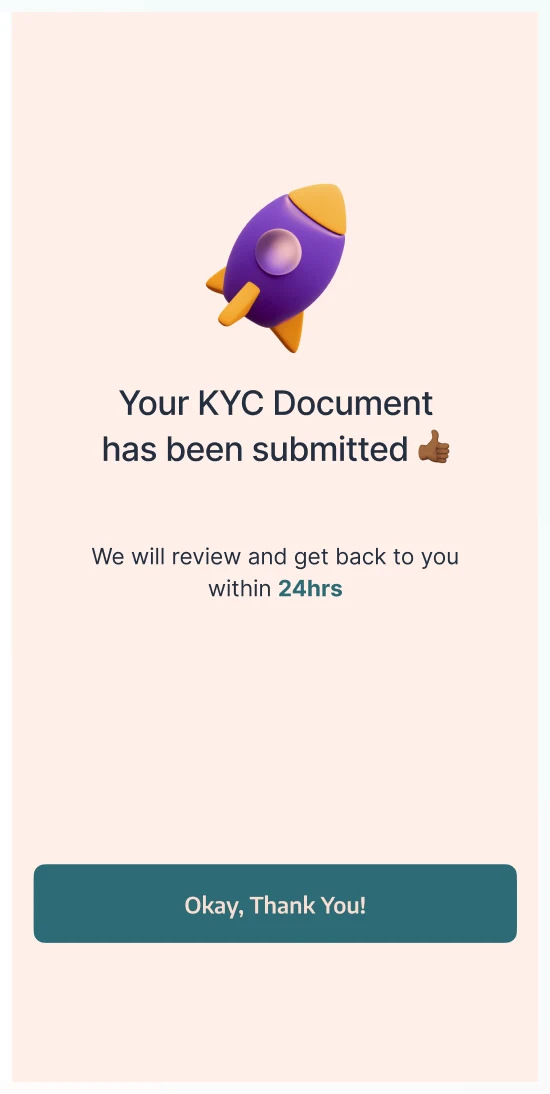 Your KYC Document
has been submitted 👍🏾
We will review and get back to you
within 24hrs
Okay, Thank You!